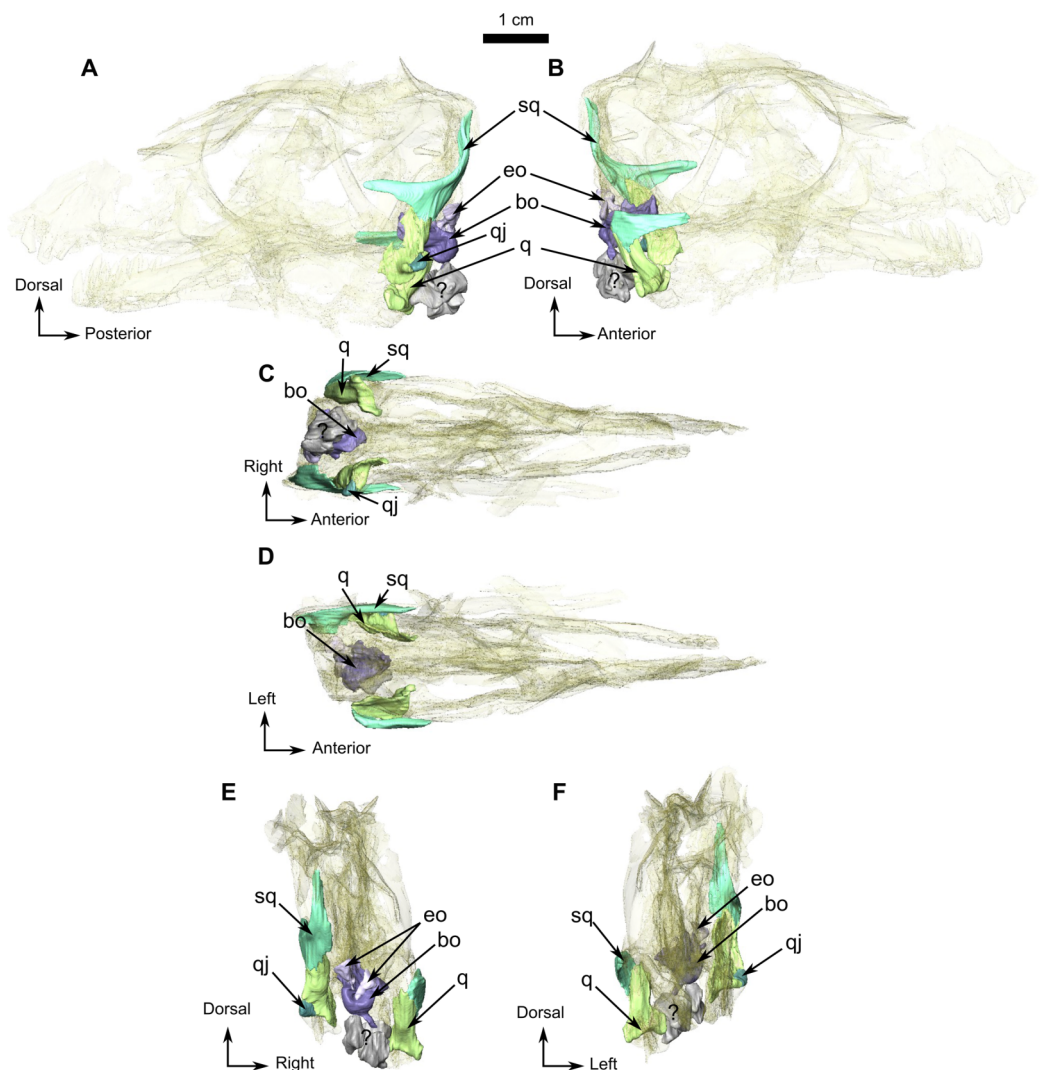 1 cm
A
B
sq
eo
bo
qj
q
?
?
Dorsal
Posterior
Dorsal
Anterior
C
q
sq
bo
?
Right
Anterior
qj
D
q
sq
bo
Left
Anterior
E
F
sq
eo
bo
qj
q
?
Dorsal
Right
eo
bo
sq
qj
q
?
Dorsal
Left